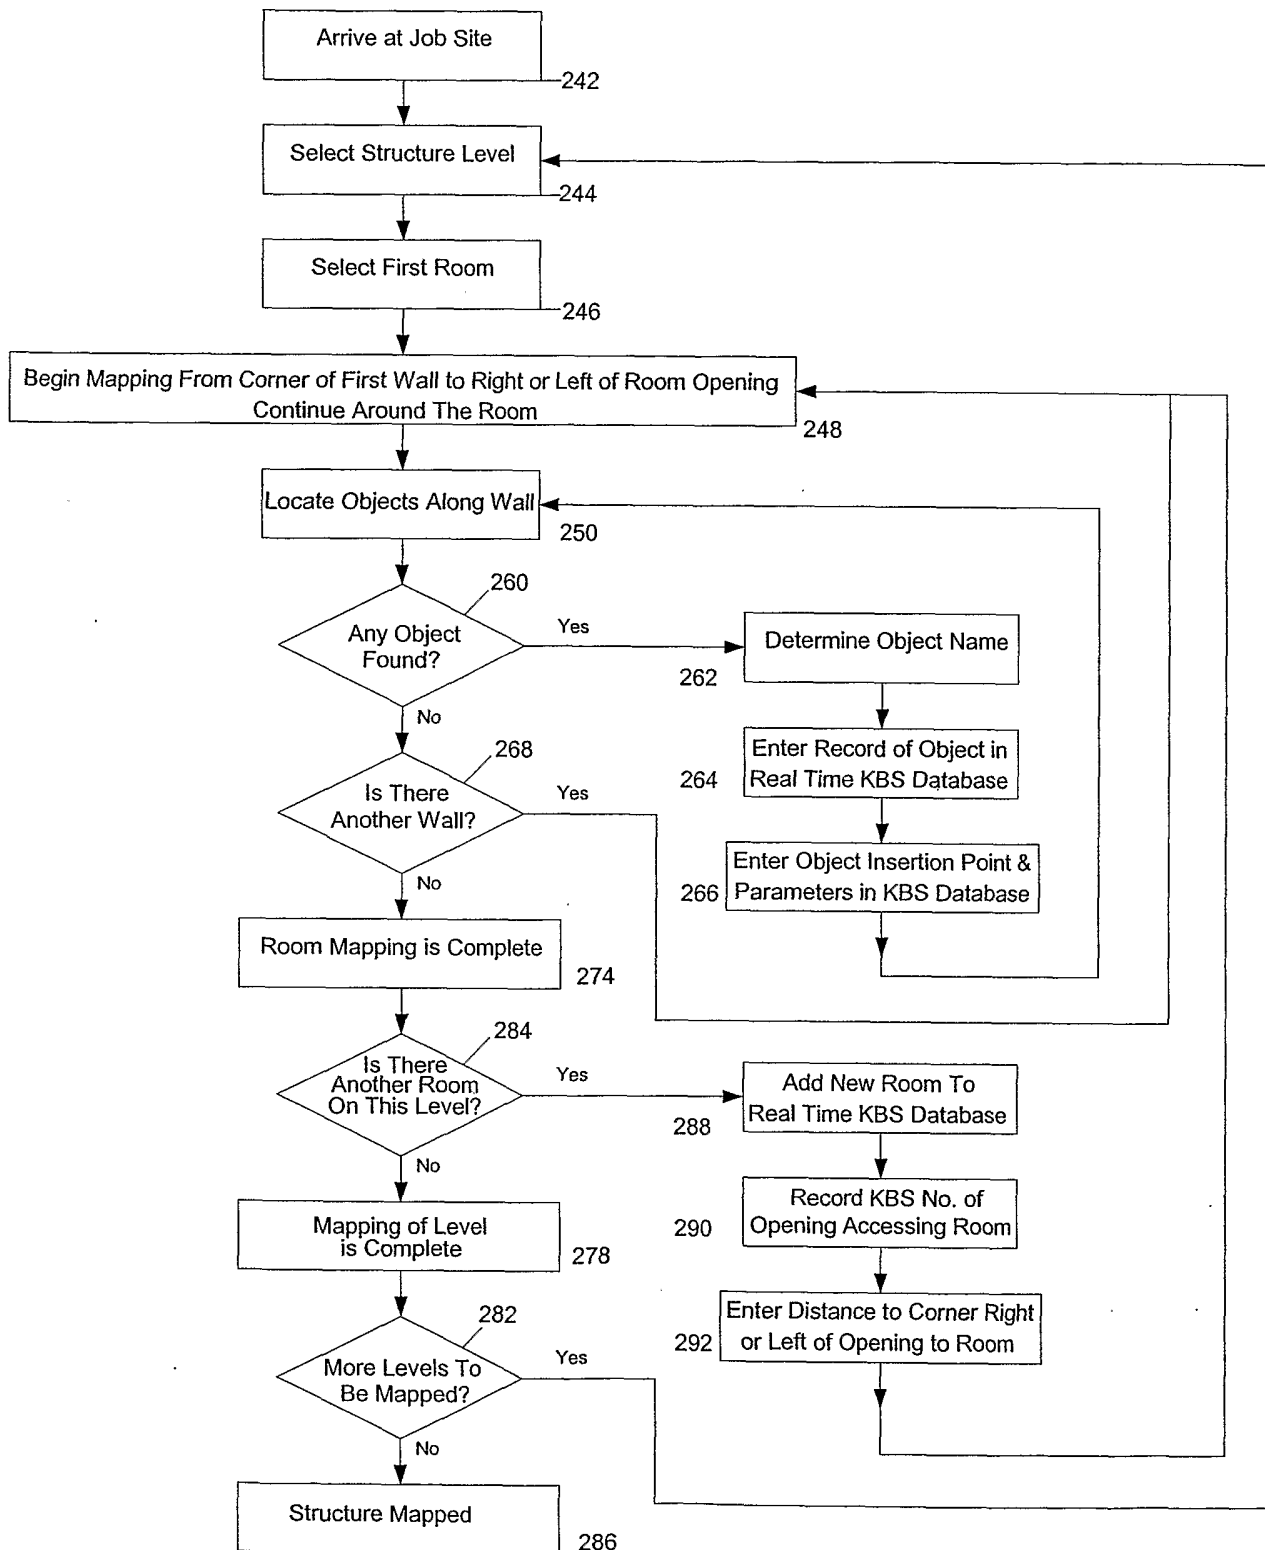 Arrive at Job Site
242
Select Structure Level
244
Select First Room
246
Begin Mapping From Corner of First Wall to Right or Left of Room Opening
Continue Around The Room
248
Locate Objects Along Wall
250
260
Any Object
Found?
Yes
No
262
Determine Object Name
264
Enter Record of Object in
Real Time KBS Database
266
Enter Object Insertion Point &
Parameters in KBS Database
268
Is There
Another Wall?
Yes
No
Room Mapping is Complete
274
284
Is There
Another Room
On This Level?
Yes
No
288
Add New Room To
Real Time KBS Database
290
Record KBS No. of
Opening Accessing Room
292
Enter Distance to Corner Right
or Left of Opening to Room
Mapping of Level
is Complete
278
282
More Levels To
Be Mapped?
Yes
No
Structure Mapped
286